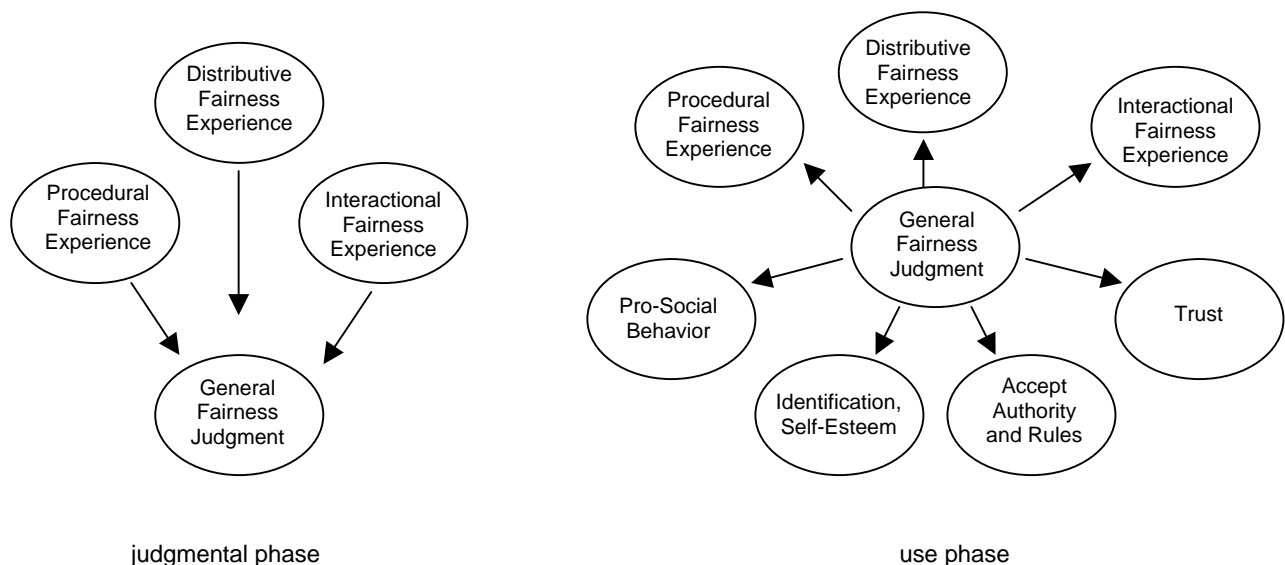 Distributive
Fairness
Experience
Procedural
Fairness
Experience
Interactional
Fairness
Experience
General
Fairness
Judgment
judgmental phase
Distributive
Fairness
Experience
Procedural
Fairness
Experience
Interactional
Fairness
Experience
General
Fairness
Judgment
Pro-Social
Behavior
Trust
Identification,
Self-Esteem
Accept
Authority
and Rules
use phase